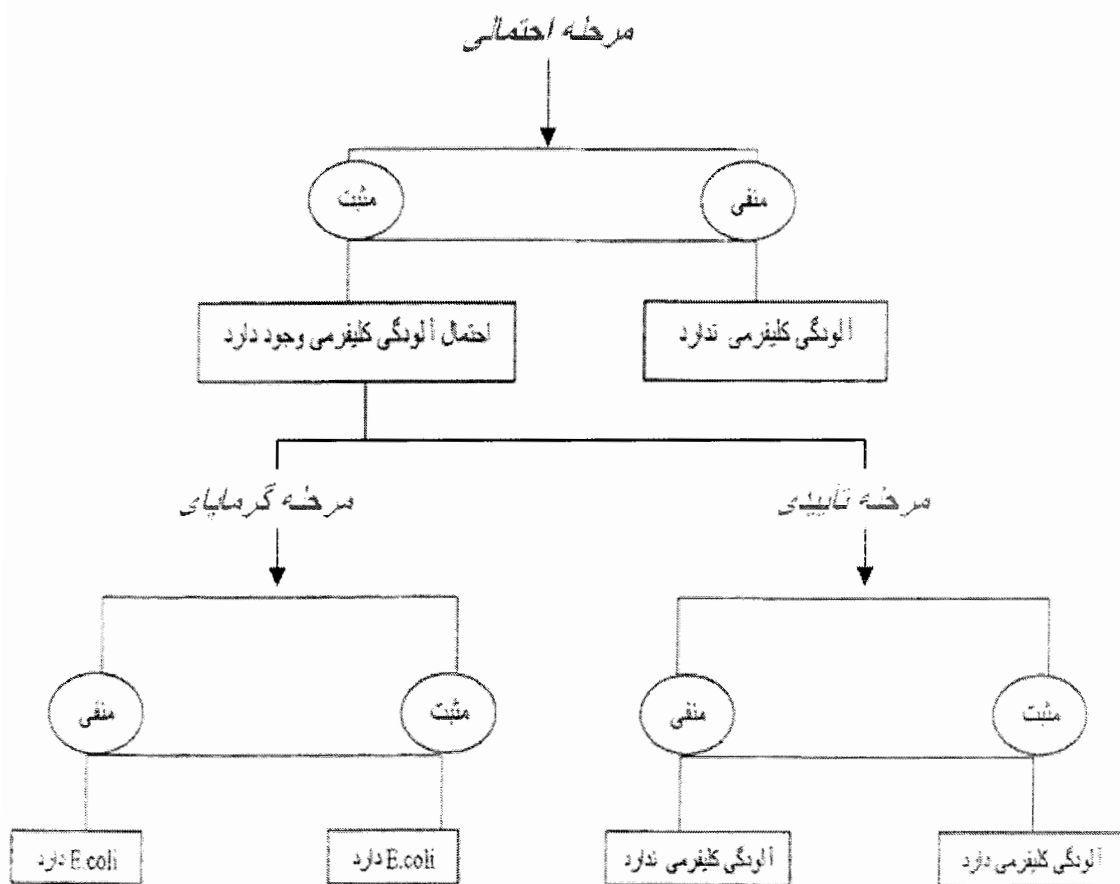 مرحله احتمالی
منفی
مثبت
آلودگی کلیفرمی ندارد
احتمال آلودگی کلیفرمی وجود دارد
مرحله تأییدی
مرحله گرمایای
مثبت
منفی
مثبت
منفی
آلودگی کلیفرمی دارد
آلودگی کلیفرمی ندارد
E.coli دارد
E.coli دارد